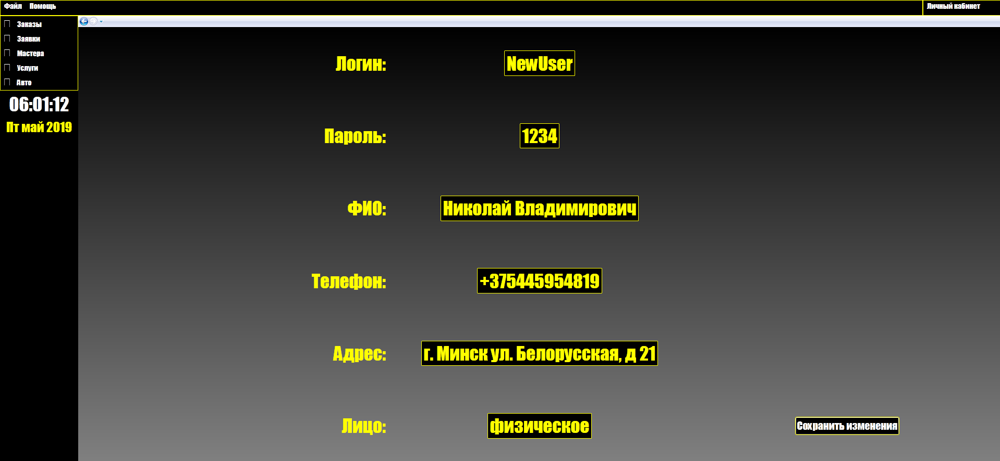 Файл Помощь Личный кабинет
Заказы
Заявки
Мастера
Услуги
Авто
06:01:12
Пт май 2019
Логин: NewUser
Пароль: 1234
ФИО: Николай Владимирович
Телефон: +375445954819
Адрес: г. Минск ул. Белорусская, д 21
Лицо: физическое
Сохранить изменения